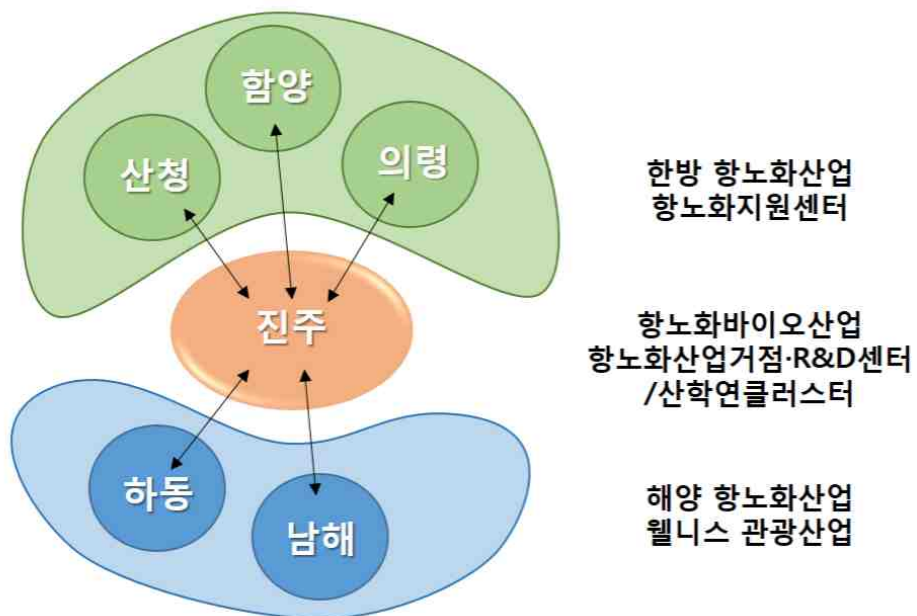 함양
산청
의령
한방 항노화산업
항노화지원센터
진주
항노화바이오산업
항노화산업거점·R&D센터
/산학연클러스터
하동
남해
해양 항노화산업
웰니스 관광산업